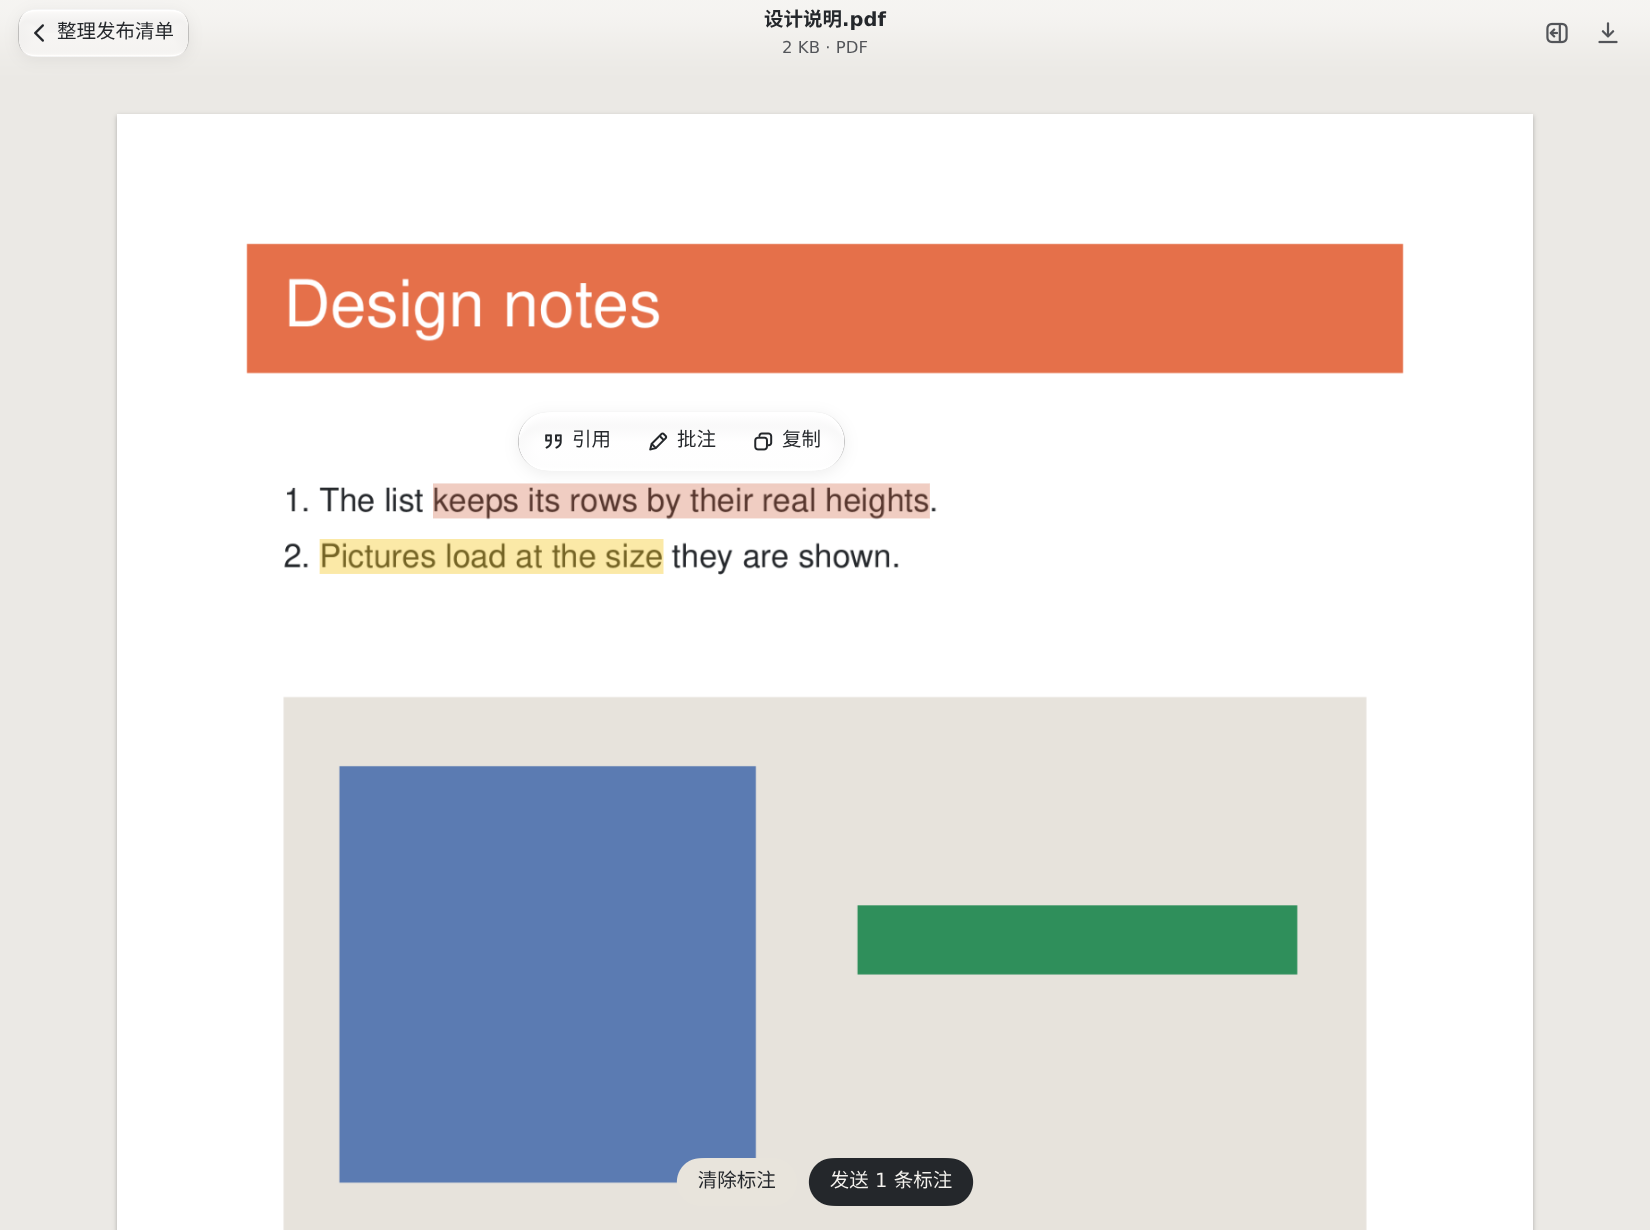 整理发布清单
设计说明.pdf
2 KB · PDF
Design notes
引用 批注 复制
1. The list keeps its rows by their real heights.
2. Pictures load at the size they are shown.
清除标注 发送 1 条标注